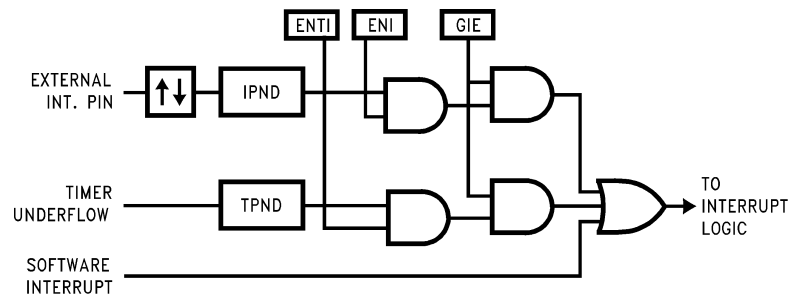 ENTI
ENI
GIE
EXTERNAL
INT. PIN
IPND
TIMER
UNDERFLOW
TPND
TO
INTERRUPT
LOGIC
SOFTWARE
INTERRUPT